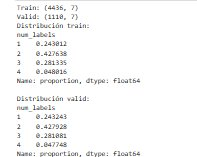 Train: (4436, 7)
Valid: (1110, 7)
Distribución train:
num_labels
1    0.243012
2    0.427638
3    0.281335
4    0.048016
Name: proportion, dtype: float64
Distribución valid:
num_labels
1    0.243243
2    0.427928
3    0.281081
4    0.047748
Name: proportion, dtype: float64